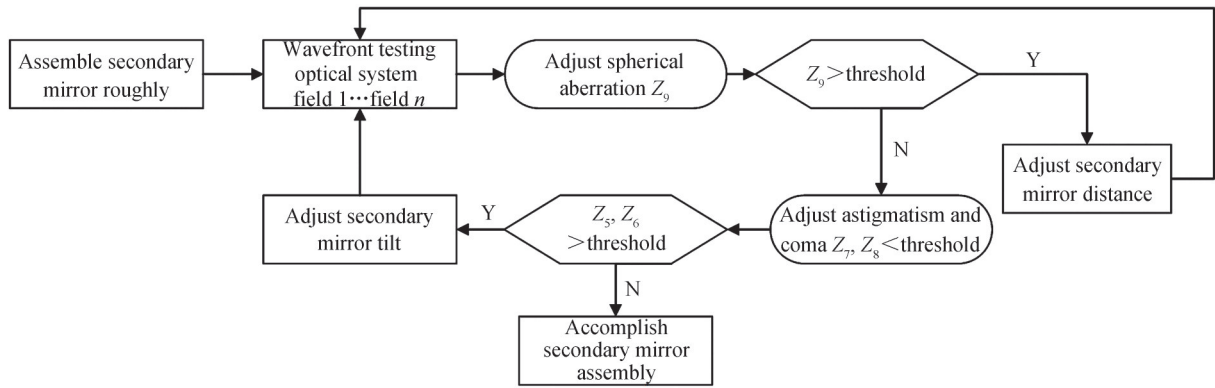 Assemble secondary
mirror roughly
Wavefront testing
optical system
field 1…field n
Adjust spherical
aberration Z₉
Z₉>threshold
Y
N
Adjust secondary
mirror distance
Adjust astigmatism and
coma Z₇, Z₈<threshold
Z₅, Z₆
>threshold
Y
Adjust secondary
mirror tilt
N
Accomplish
secondary mirror
assembly